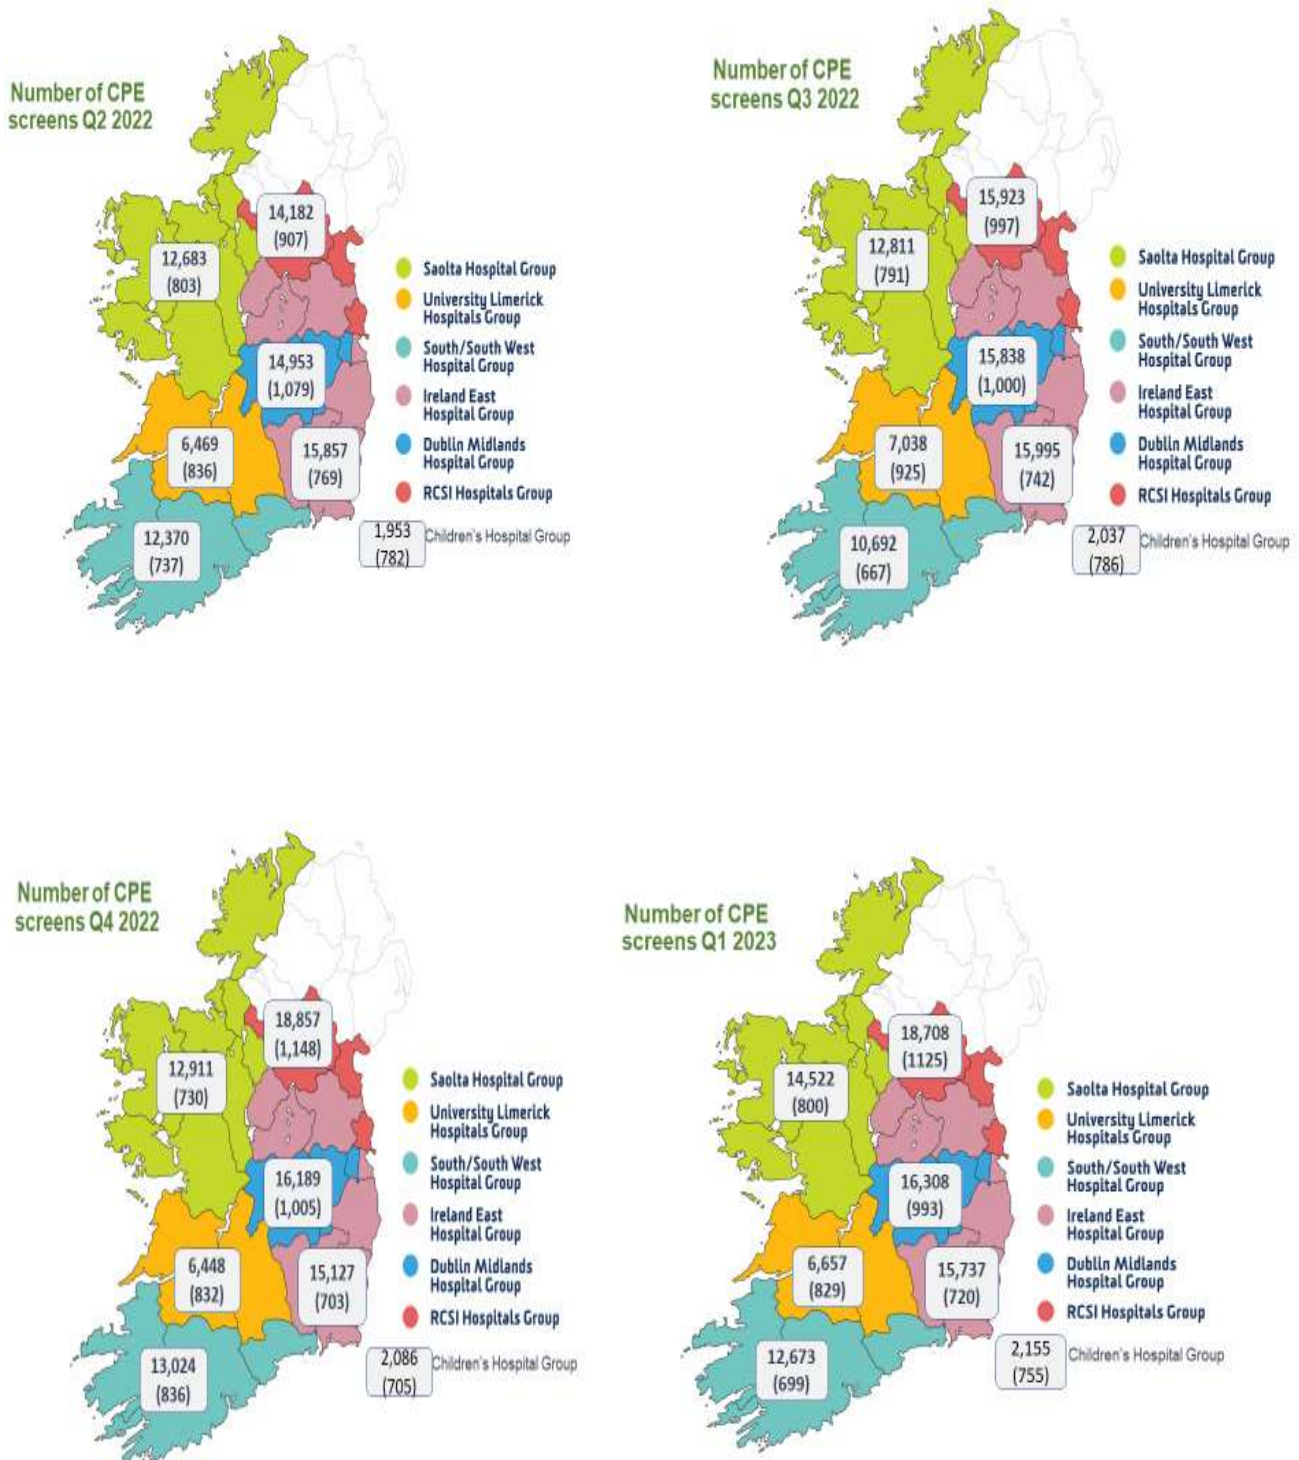 Number of CPE
screens Q2 2022
14,182
(907)
12,683
(803)
14,953
(1,079)
6,469
(836)
15,857
(769)
12,370
(737)
1,953
(782)
Saolta Hospital Group
University Limerick
Hospitals Group
South/South West
Hospital Group
Ireland East
Hospital Group
Dublin Midlands
Hospital Group
RCSI Hospitals Group
Children's Hospital Group
Number of CPE
screens Q3 2022
15,923
(997)
12,811
(791)
15,838
(1,000)
7,038
(925)
15,995
(742)
10,692
(667)
2,037
(786)
Saolta Hospital Group
University Limerick
Hospitals Group
South/South West
Hospital Group
Ireland East
Hospital Group
Dublin Midlands
Hospital Group
RCSI Hospitals Group
Children's Hospital Group
Number of CPE
screens Q4 2022
18,857
(1,148)
12,911
(730)
16,189
(1,005)
6,448
(832)
15,127
(703)
13,024
(836)
2,086
(705)
Saolta Hospital Group
University Limerick
Hospitals Group
South/South West
Hospital Group
Ireland East
Hospital Group
Dublin Midlands
Hospital Group
RCSI Hospitals Group
Children's Hospital Group
Number of CPE
screens Q1 2023
18,708
(1125)
14,522
(800)
16,308
(993)
6,657
(829)
15,737
(720)
12,673
(699)
2,155
(755)
Saolta Hospital Group
University Limerick
Hospitals Group
South/South West
Hospital Group
Ireland East
Hospital Group
Dublin Midlands
Hospital Group
RCSI Hospitals Group
Children's Hospital Group